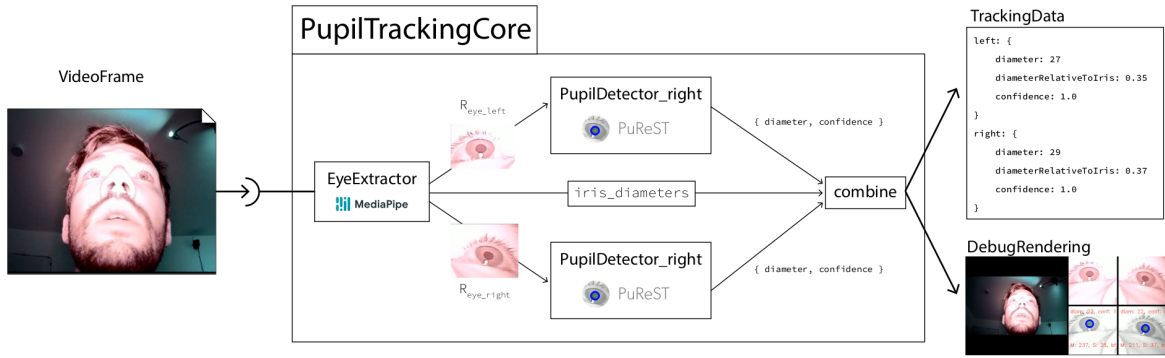 PupilTrackingCore
VideoFrame
EyeExtractor
MediaPipe
R_eye_left
PupilDetector_right
PuReST
{ diameter, confidence }
iris_diameters
combine
R_eye_right
PupilDetector_right
PuReST
{ diameter, confidence }
TrackingData
left: {
diameter: 27
diameterRelativeToIris: 0.35
confidence: 1.0
}
right: {
diameter: 29
diameterRelativeToIris: 0.37
confidence: 1.0
}
DebugRendering